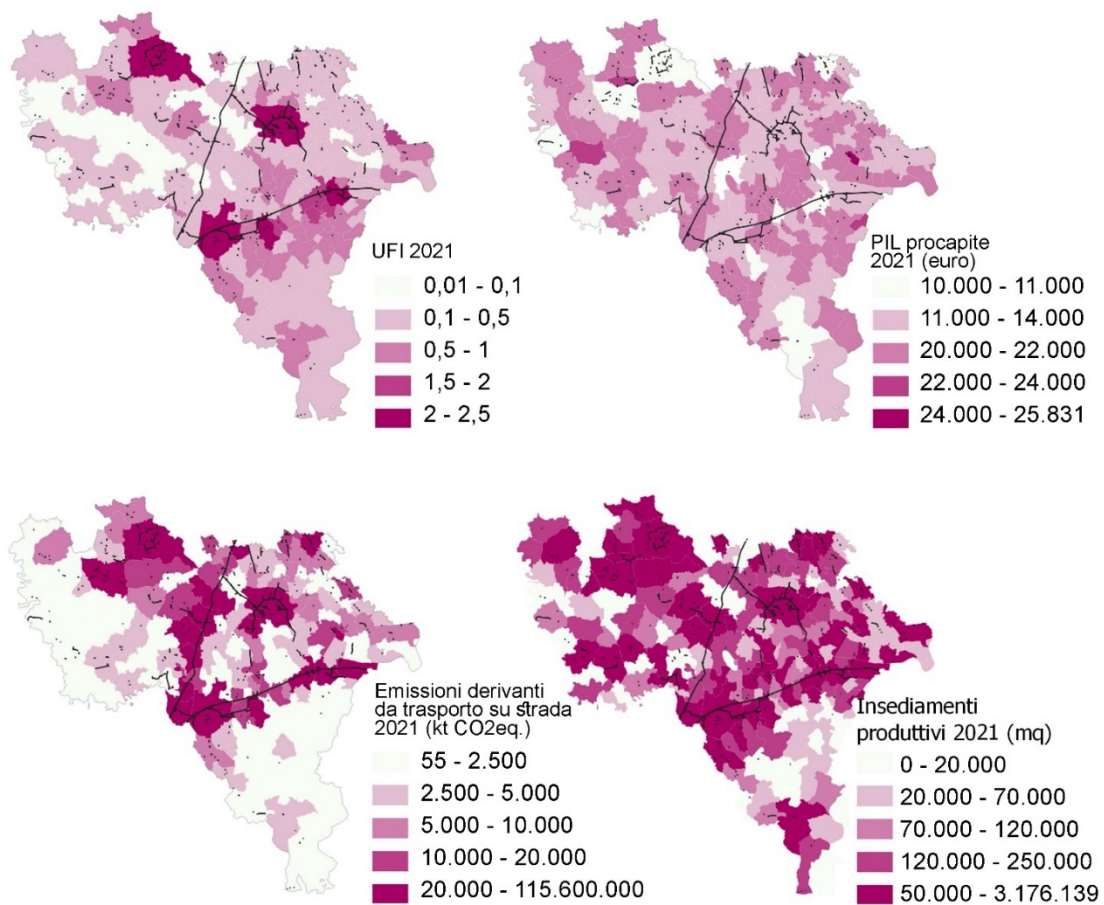 UFI 2021
0,01 - 0,1
0,1 - 0,5
0,5 - 1
1,5 - 2
2 - 2,5
PIL procapite
2021 (euro)
10.000 - 11.000
11.000 - 14.000
20.000 - 22.000
22.000 - 24.000
24.000 - 25.831
Emissioni derivanti
da trasporto su strada
2021 (kt CO2eq.)
55 - 2.500
2.500 - 5.000
5.000 - 10.000
10.000 - 20.000
20.000 - 115.600.000
Insediamenti
produttivi 2021 (mq)
0 - 20.000
20.000 - 70.000
70.000 - 120.000
120.000 - 250.000
50.000 - 3.176.139